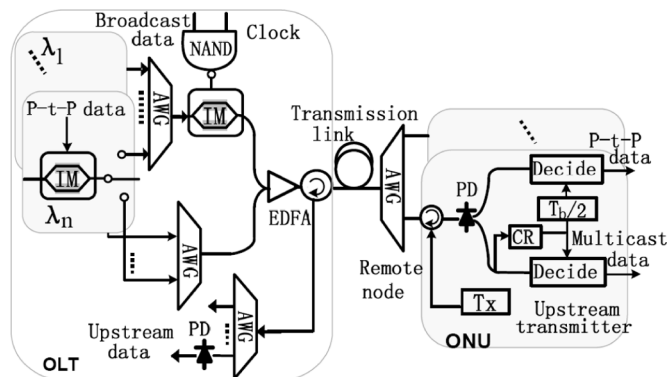 Broadcast
data
NAND
Clock
λ1
P-t-P data
IM
λn
AWG
IM
Transmission
link
EDFA
AWG
AWG
Upstream
data
PD
OLT
AWG
Remote
node
PD
Decide
P-t-P
data
Tb/2
CR
Multicast
data
Decide
Tx
Upstream
transmitter
ONU